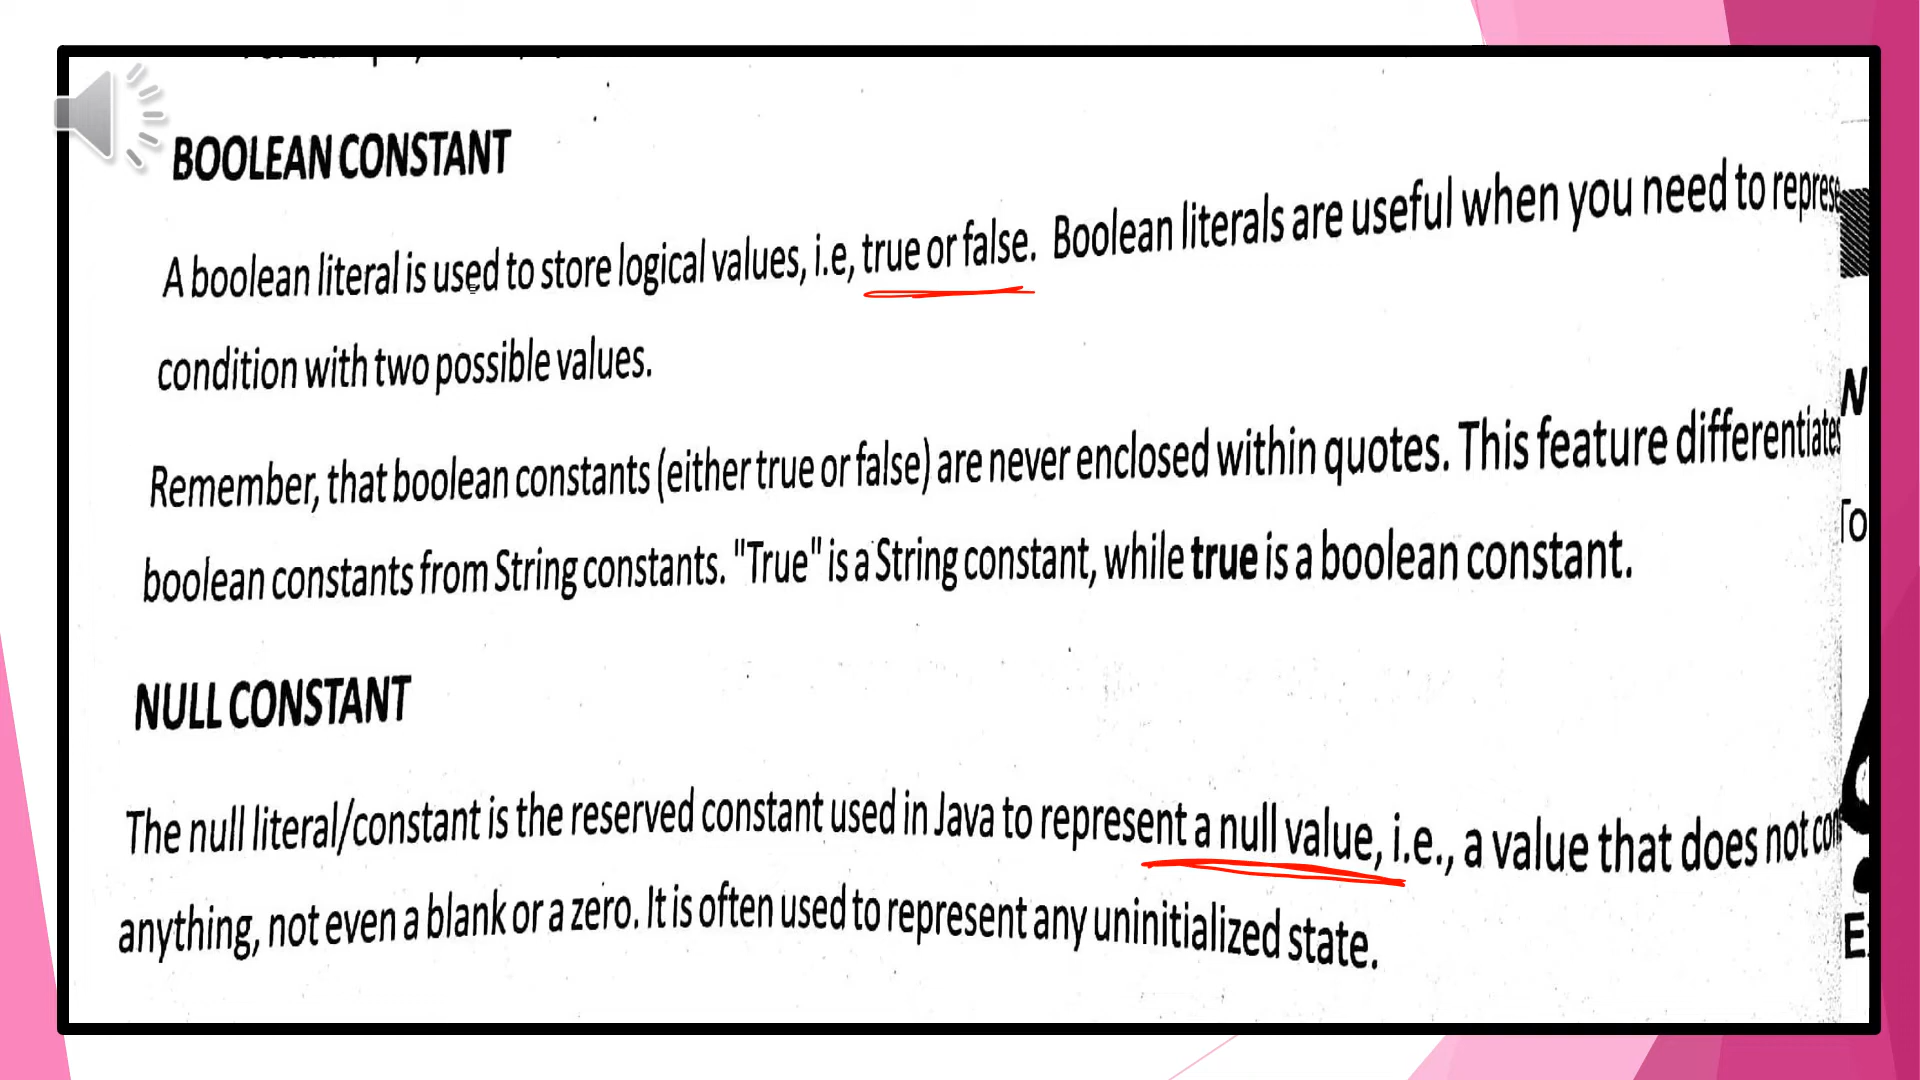 BOOLEAN CONSTANT
A boolean literal is used to store logical values, i.e, true or false. Boolean literals are useful when you need to
condition with two possible values.
Remember, that boolean constants (either true or false) are never enclosed within quotes. This feature differentiates
boolean constants from String constants. "True" is a String constant, while true is a boolean constant.
NULL CONSTANT
The null literal/constant is the reserved constant used in Java to represent a null value, i.e., a value that does not
anything, not even a blank or a zero. It is often used to represent any uninitialized state.